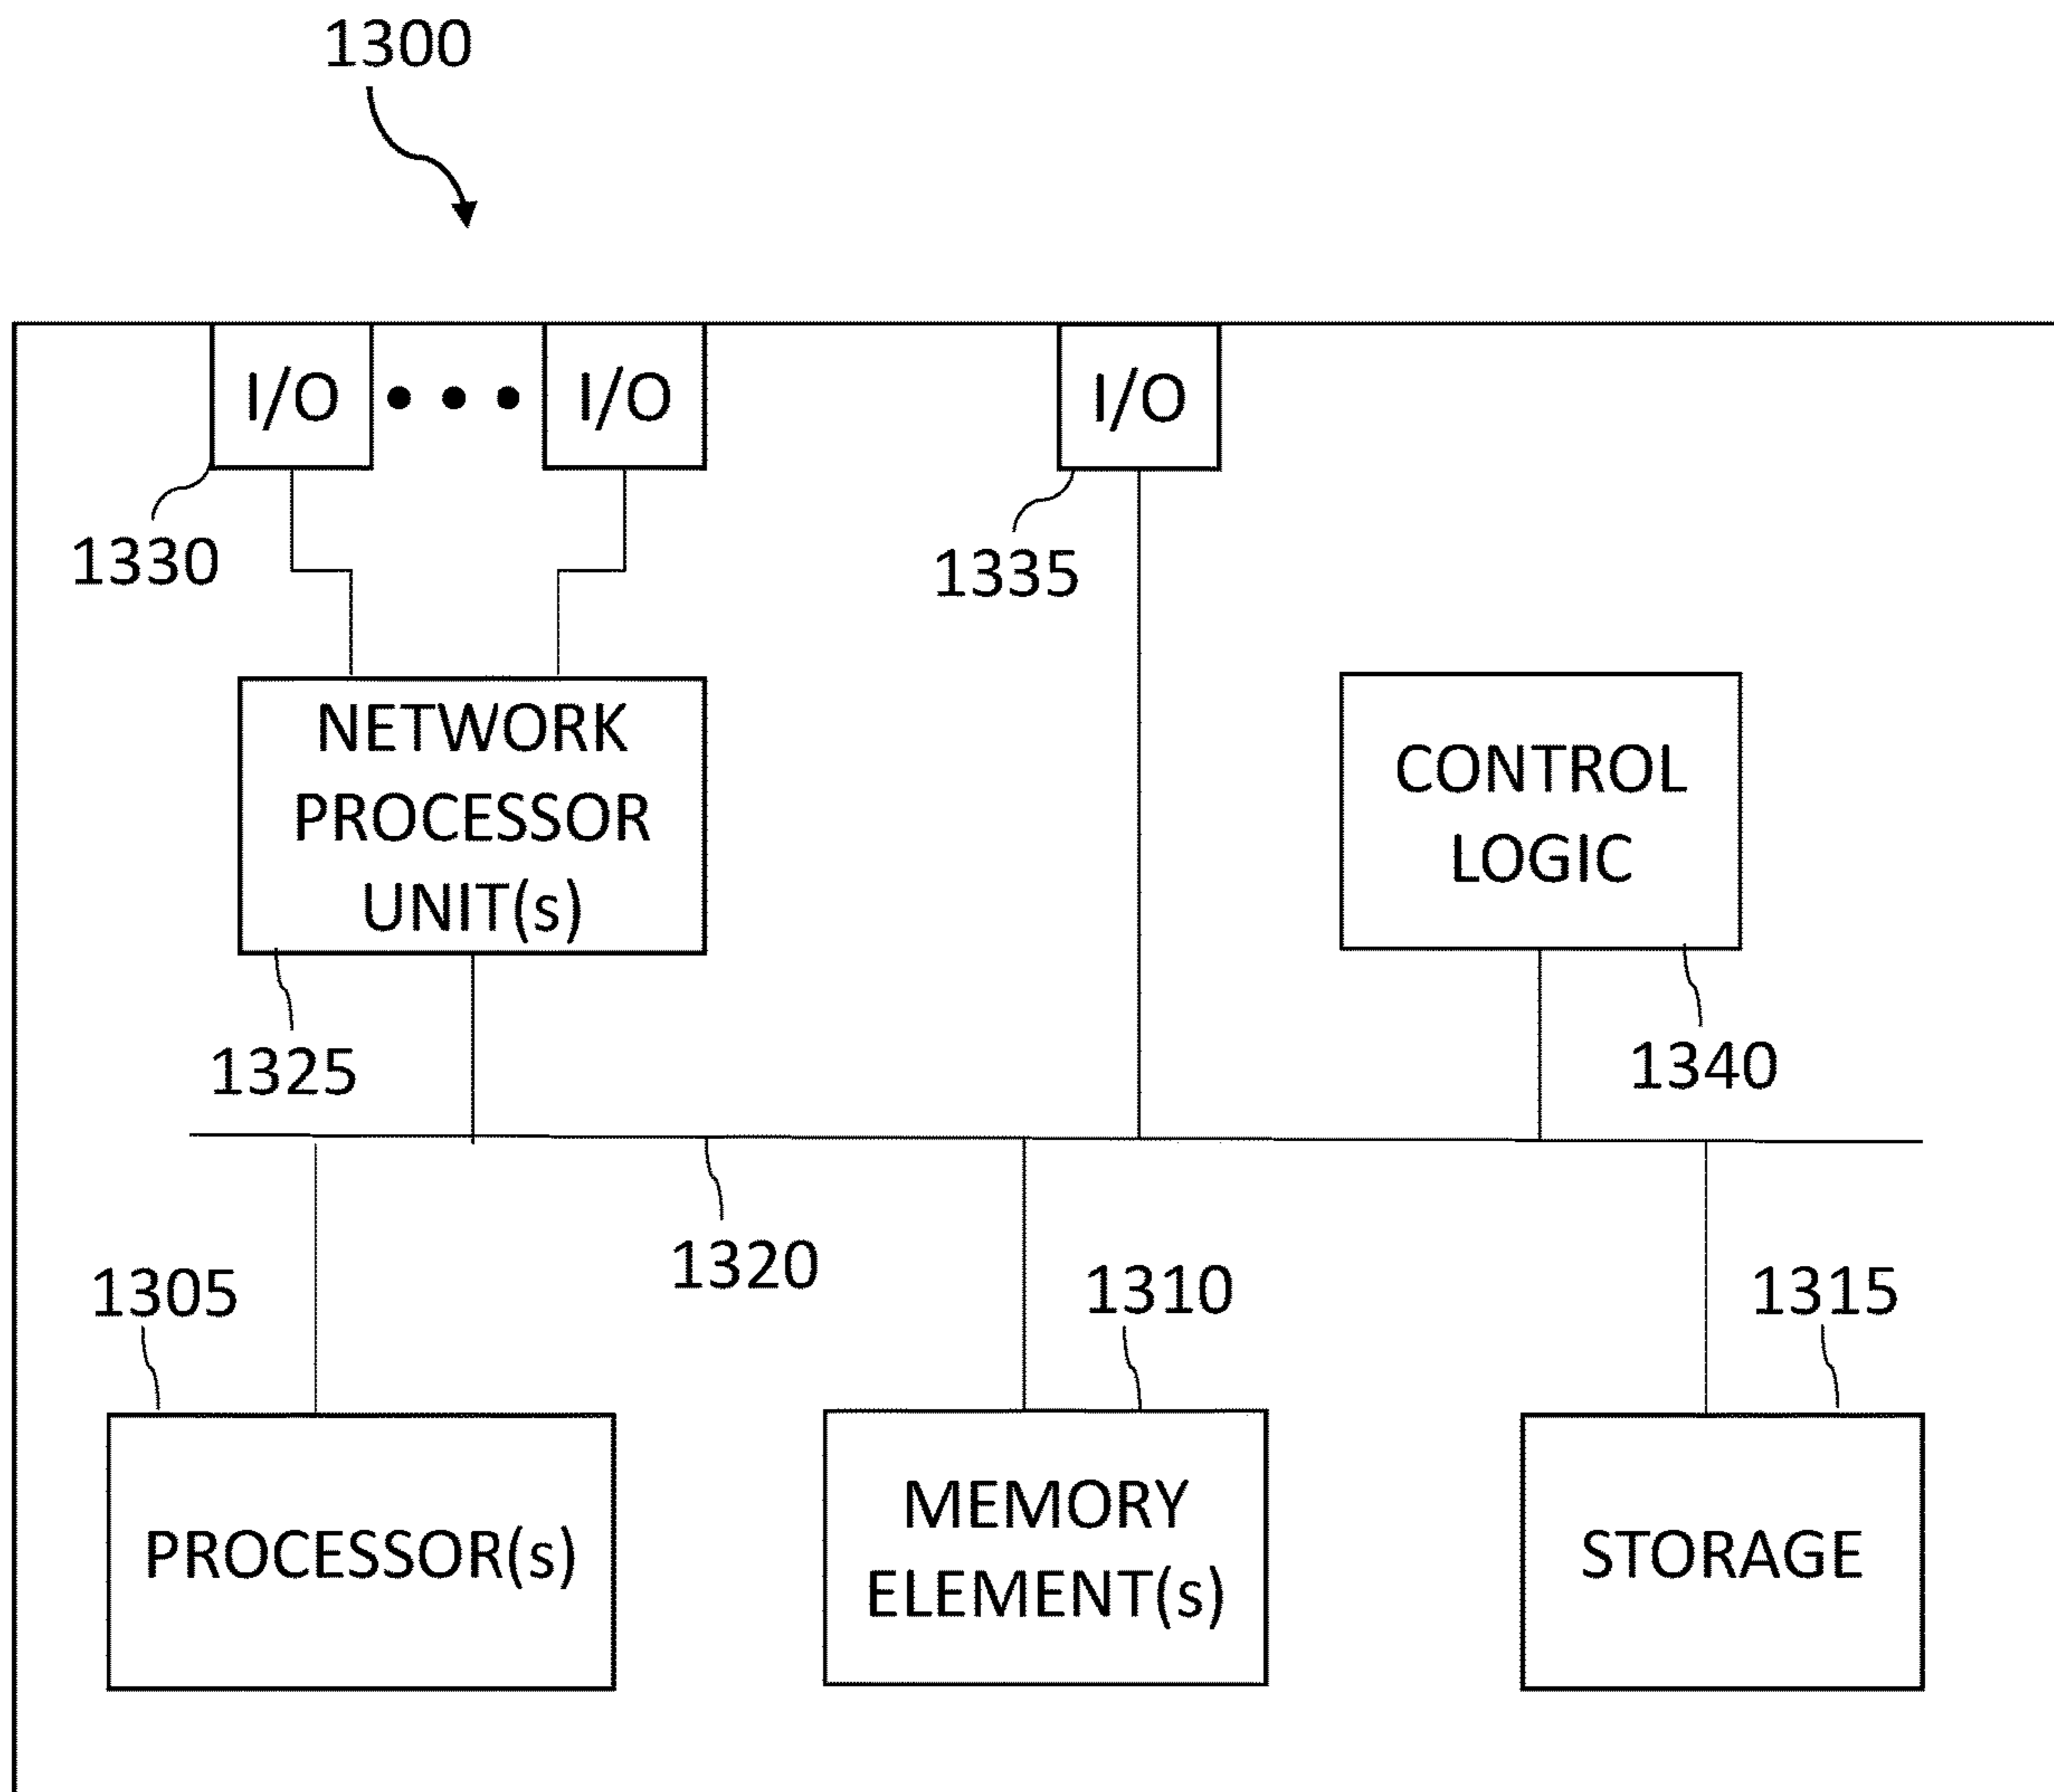 1300
I/O
I/O
I/O
1330
1335
NETWORK
PROCESSOR
UNIT(s)
CONTROL
LOGIC
1325
1340
1320
1305
1310
1315
PROCESSOR(s)
MEMORY
ELEMENT(s)
STORAGE